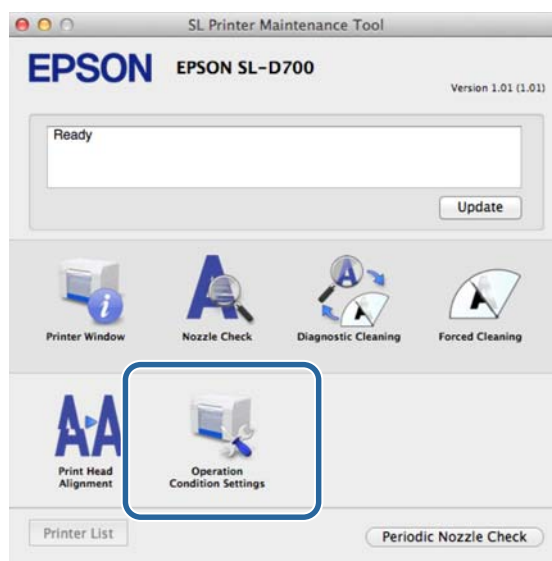 SL Printer Maintenance Tool
EPSON EPSON SL-D700
Version 1.01 (1.01)
Ready
Update
Printer Window Nozzle Check Diagnostic Cleaning Forced Cleaning
Print Head Operation
Alignment Condition Settings
Printer List Periodic Nozzle Check